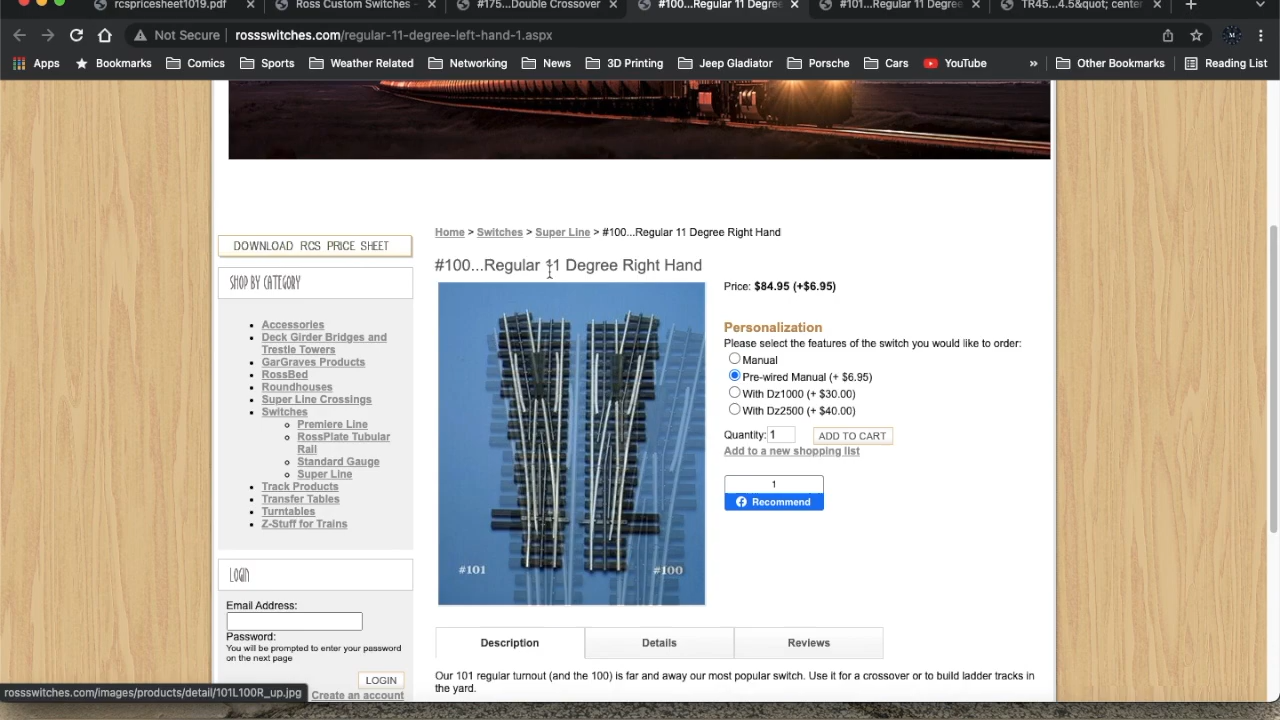 rcspricesheet1019.pdf × Ross Custom Switches - × #175...Double Crossover × #100...Regular 11 Degre × #101...Regular 11 Degree × TR45...4.5&quot; center × +
Not Secure | rossswitches.com/regular-11-degree-left-hand-1.aspx M
Apps Bookmarks Comics Sports Weather Related Networking News 3D Printing Jeep Gladiator Porsche Cars YouTube » Other Bookmarks Reading List
Home > Switches > Super Line > #100...Regular 11 Degree Right Hand
DOWNLOAD RCS PRICE SHEET
SHOP BY CATEGORY
Accessories
Deck Girder Bridges and
Trestle Towers
GarGraves Products
RossBed
Roundhouses
Super Line Crossings
Switches
Premiere Line
RossPlate Tubular
Rail
Standard Gauge
Super Line
Track Products
Transfer Tables
Turntables
Z-Stuff for Trains
LOGIN
Email Address:
Password:
You will be prompted to enter your password
on the next page
LOGIN
Create an account
#100...Regular 11 Degree Right Hand
#101 #100
Price: $84.95 (+$6.95)
Personalization
Please select the features of the switch you would like to order:
Manual
Pre-wired Manual (+ $6.95)
With Dz1000 (+ $30.00)
With Dz2500 (+ $40.00)
Quantity: 1 ADD TO CART
Add to a new shopping list
1
Recommend
Description Details Reviews
Our 101 regular turnout (and the 100) is far and away our most popular switch. Use it for a crossover or to build ladder tracks in
the yard.
rossswitches.com/images/products/detail/101L100R_up.jpg